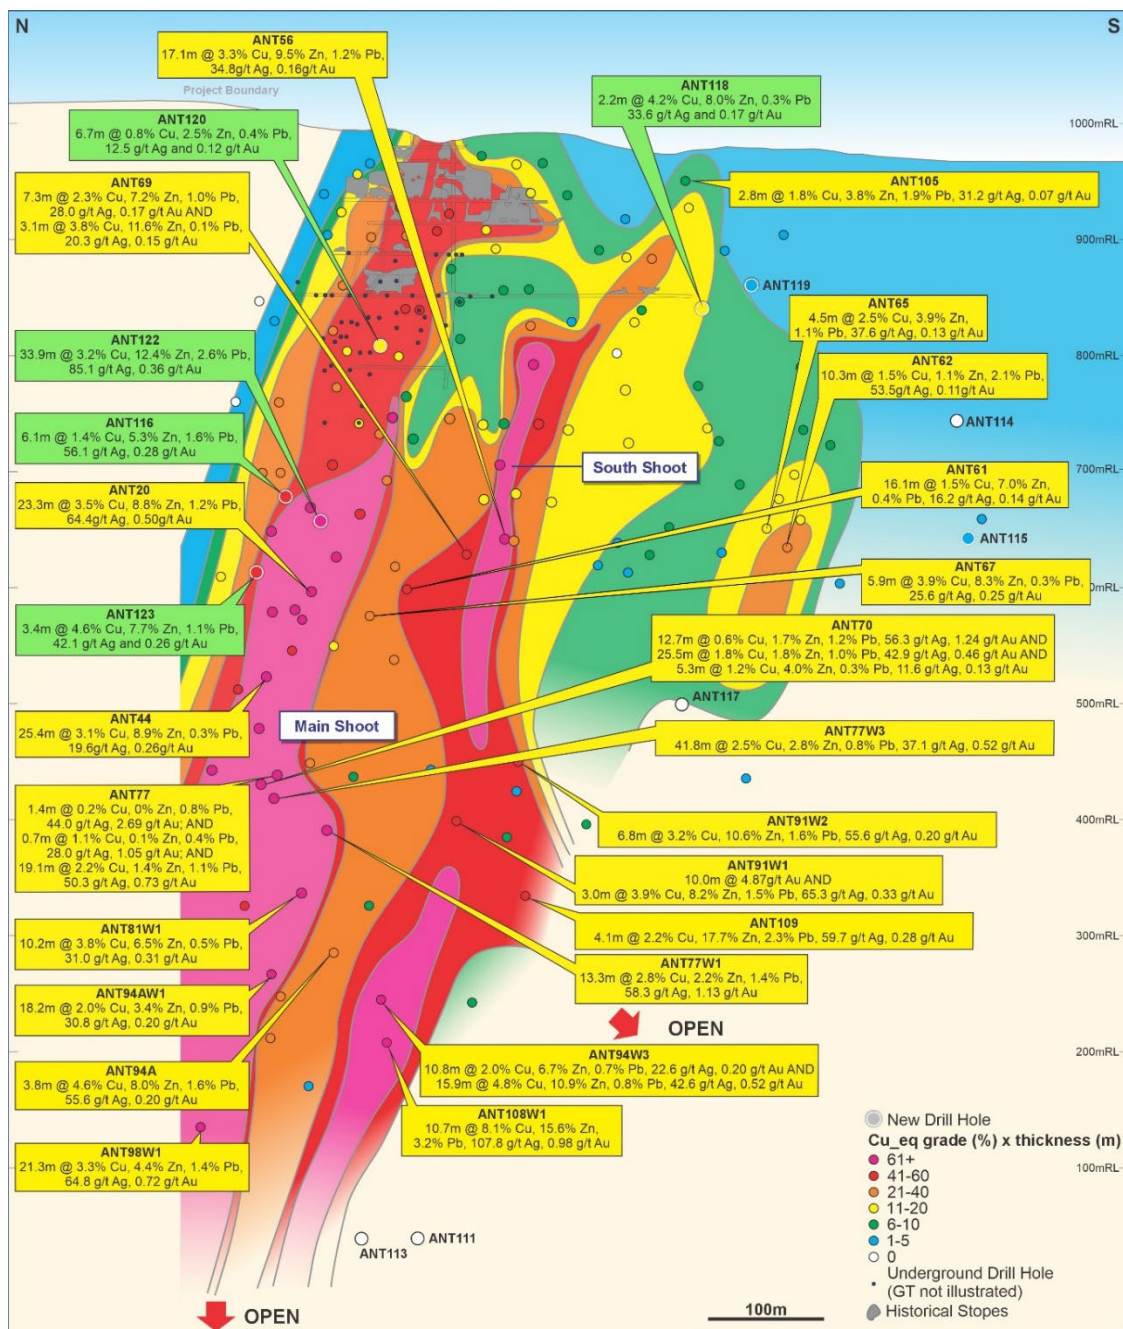 N
S
ANT56
17.1m @ 3.3% Cu, 9.5% Zn, 1.2% Pb,
34.8g/t Ag, 0.16g/t Au
Project Boundary
ANT118
2.2m @ 4.2% Cu, 8.0% Zn, 0.3% Pb
33.6 g/t Ag and 0.17 g/t Au
ANT120
6.7m @ 0.8% Cu, 2.5% Zn, 0.4% Pb,
12.5 g/t Ag and 0.12 g/t Au
1000mRL
ANT69
7.3m @ 2.3% Cu, 7.2% Zn, 1.0% Pb,
28.0 g/t Ag, 0.17 g/t Au AND
3.1m @ 3.8% Cu, 11.6% Zn, 0.1% Pb,
20.3 g/t Ag, 0.15 g/t Au
ANT105
2.8m @ 1.8% Cu, 3.8% Zn, 1.9% Pb, 31.2 g/t Ag, 0.07 g/t Au
900mRL
ANT119
ANT65
4.5m @ 2.5% Cu, 3.9% Zn,
1.1% Pb, 37.6 g/t Ag, 0.13 g/t Au
ANT122
33.9m @ 3.2% Cu, 12.4% Zn, 2.6% Pb,
85.1 g/t Ag, 0.36 g/t Au
800mRL
ANT62
10.3m @ 1.5% Cu, 1.1% Zn, 2.1% Pb,
53.5g/t Ag, 0.11g/t Au
ANT116
6.1m @ 1.4% Cu, 5.3% Zn, 1.6% Pb,
56.1 g/t Ag, 0.28 g/t Au
ANT114
South Shoot
700mRL
ANT61
16.1m @ 1.5% Cu, 7.0% Zn,
0.4% Pb, 16.2 g/t Ag, 0.14 g/t Au
ANT20
23.3m @ 3.5% Cu, 8.8% Zn, 1.2% Pb,
64.4g/t Ag, 0.50g/t Au
ANT115
ANT67
5.9m @ 3.9% Cu, 8.3% Zn, 0.3% Pb,
25.6 g/t Ag, 0.25 g/t Au
00mRL
ANT123
3.4m @ 4.6% Cu, 7.7% Zn, 1.1% Pb,
42.1 g/t Ag and 0.26 g/t Au
ANT70
12.7m @ 0.6% Cu, 1.7% Zn, 1.2% Pb, 56.3 g/t Ag, 1.24 g/t Au AND
25.5m @ 1.8% Cu, 1.8% Zn, 1.0% Pb, 42.9 g/t Ag, 0.46 g/t Au AND
5.3m @ 1.2% Cu, 4.0% Zn, 0.3% Pb, 11.6 g/t Ag, 0.13 g/t Au
ANT117
500mRL
ANT44
25.4m @ 3.1% Cu, 8.9% Zn, 0.3% Pb,
19.6g/t Ag, 0.26g/t Au
Main Shoot
ANT77W3
41.8m @ 2.5% Cu, 2.8% Zn, 0.8% Pb, 37.1 g/t Ag, 0.52 g/t Au
ANT77
1.4m @ 0.2% Cu, 0% Zn, 0.8% Pb,
44.0 g/t Ag, 2.69 g/t Au; AND
0.7m @ 1.1% Cu, 0.1% Zn, 0.4% Pb,
28.0 g/t Ag, 1.05 g/t Au; AND
19.1m @ 2.2% Cu, 1.4% Zn, 1.1% Pb,
50.3 g/t Ag, 0.73 g/t Au
ANT91W2
6.8m @ 3.2% Cu, 10.6% Zn, 1.6% Pb, 55.6 g/t Ag, 0.20 g/t Au
400mRL
ANT91W1
10.0m @ 4.87g/t Au AND
3.0m @ 3.9% Cu, 8.2% Zn, 1.5% Pb, 65.3 g/t Ag, 0.33 g/t Au
ANT109
4.1m @ 2.2% Cu, 17.7% Zn, 2.3% Pb, 59.7 g/t Ag, 0.28 g/t Au
ANT81W1
10.2m @ 3.8% Cu, 6.5% Zn, 0.5% Pb,
31.0 g/t Ag, 0.31 g/t Au
300mRL
ANT77W1
13.3m @ 2.8% Cu, 2.2% Zn, 1.4% Pb,
58.3 g/t Ag, 1.13 g/t Au
ANT94AW1
18.2m @ 2.0% Cu, 3.4% Zn, 0.9% Pb,
30.8 g/t Ag, 0.20 g/t Au
OPEN
ANT94W3
10.8m @ 2.0% Cu, 6.7% Zn, 0.7% Pb, 22.6 g/t Ag, 0.20 g/t Au AND
15.9m @ 4.8% Cu, 10.9% Zn, 0.8% Pb, 42.6 g/t Ag, 0.52 g/t Au
200mRL
ANT94A
3.8m @ 4.6% Cu, 8.0% Zn, 1.6% Pb,
55.6 g/t Ag, 0.20 g/t Au
ANT108W1
10.7m @ 8.1% Cu, 15.6% Zn,
3.2% Pb, 107.8 g/t Ag, 0.98 g/t Au
ANT98W1
21.3m @ 3.3% Cu, 4.4% Zn, 1.4% Pb,
64.8 g/t Ag, 0.72 g/t Au
100mRL
New Drill Hole
Cu_eq grade (%) x thickness (m)
61+
41-60
21-40
11-20
6-10
1-5
0
Underground Drill Hole
(GT not illustrated)
Historical Stopes
ANT113
ANT111
OPEN
100m